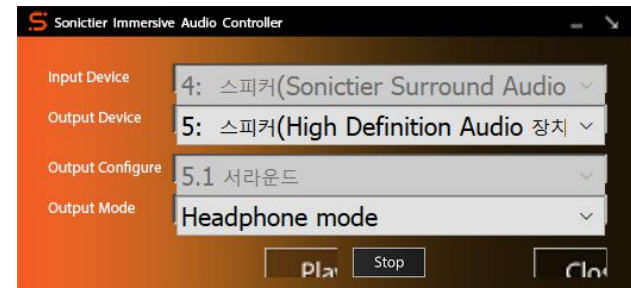 Sonictier Immersive Audio Controller
Input Device 4: 스피커(Sonictier Surround Audio
Output Device 5: 스피커(High Definition Audio 장치
Output Configure 5.1 서라운드
Output Mode Headphone mode
Stop